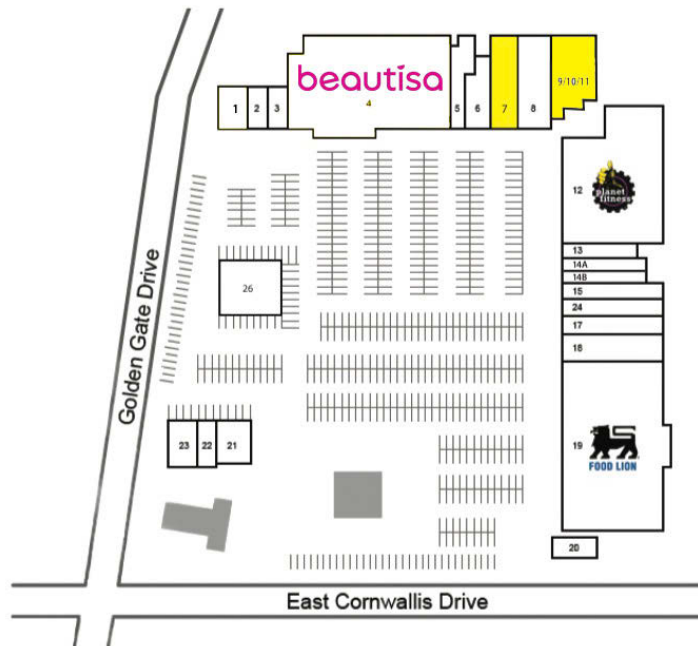 beautisa
1
2
3
4
5
6
7
8
9/10/11
12
planet
fitness
13
14A
14B
15
24
17
18
19
FOOD LION
20
26
23
22
21
Golden Gate Drive
East Cornwallis Drive